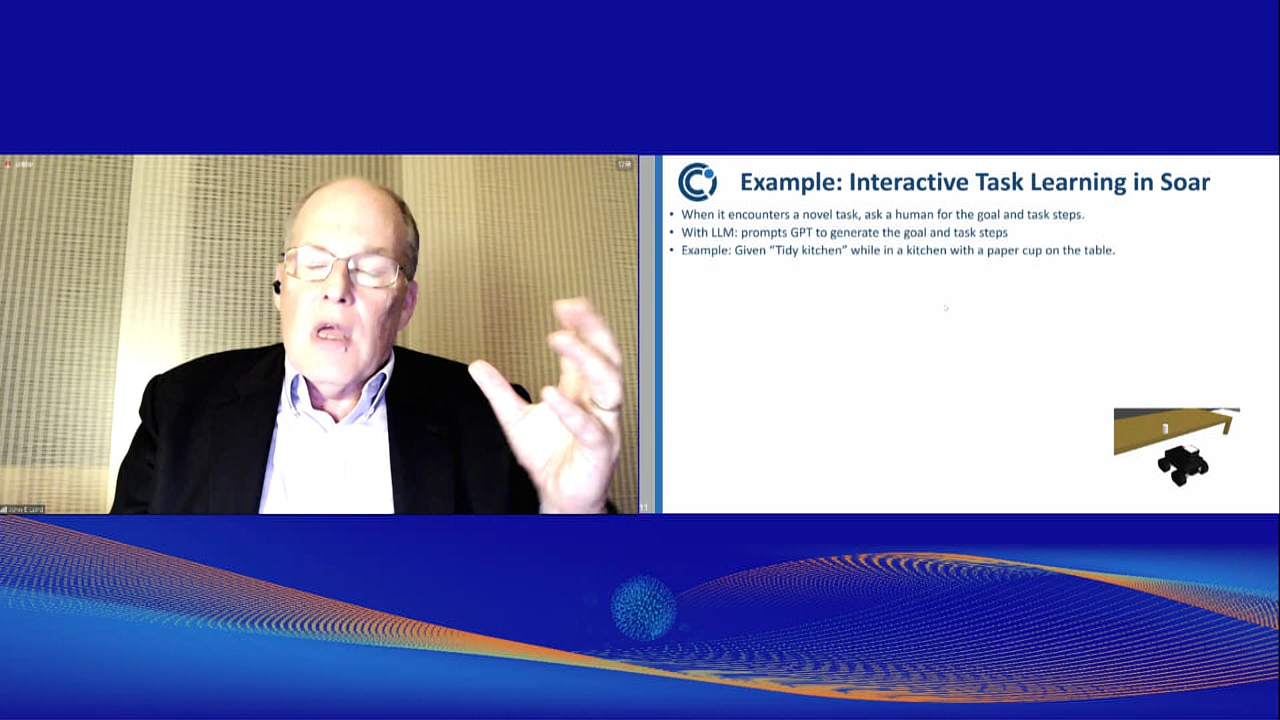 John E Laird
Example: Interactive Task Learning in Soar
• When it encounters a novel task, ask a human for the goal and task steps.
• With LLM: prompts GPT to generate the goal and task steps
• Example: Given “Tidy kitchen” while in a kitchen with a paper cup on the table.